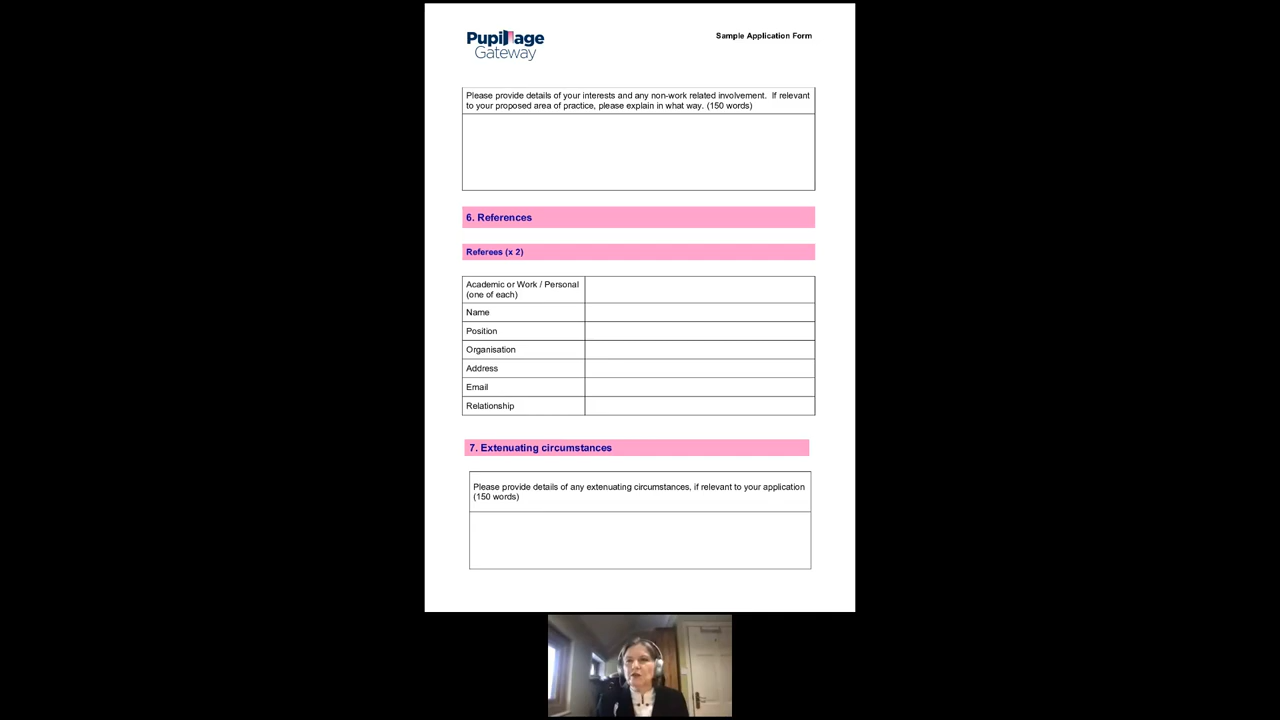 Pupillage
Gateway
Sample Application Form
Please provide details of your interests and any non-work related involvement.  If relevant
to your proposed area of practice, please explain in what way. (150 words)
6. References
Referees (x 2)
Academic or Work / Personal
(one of each)
Name
Position
Organisation
Address
Email
Relationship
7. Extenuating circumstances
Please provide details of any extenuating circumstances, if relevant to your application
(150 words)